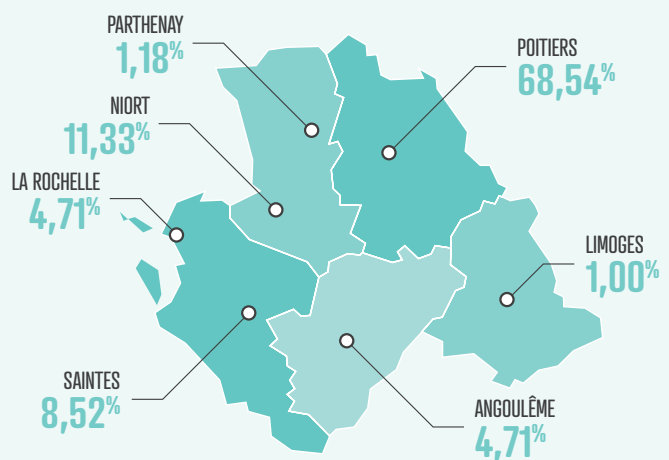 PARTHENAY
1,18%
POITIERS
68,54%
NIORT
11,33%
LA ROCHELLE
4,71%
LIMOGES
1,00%
SAINTES
8,52%
ANGOULÊME
4,71%